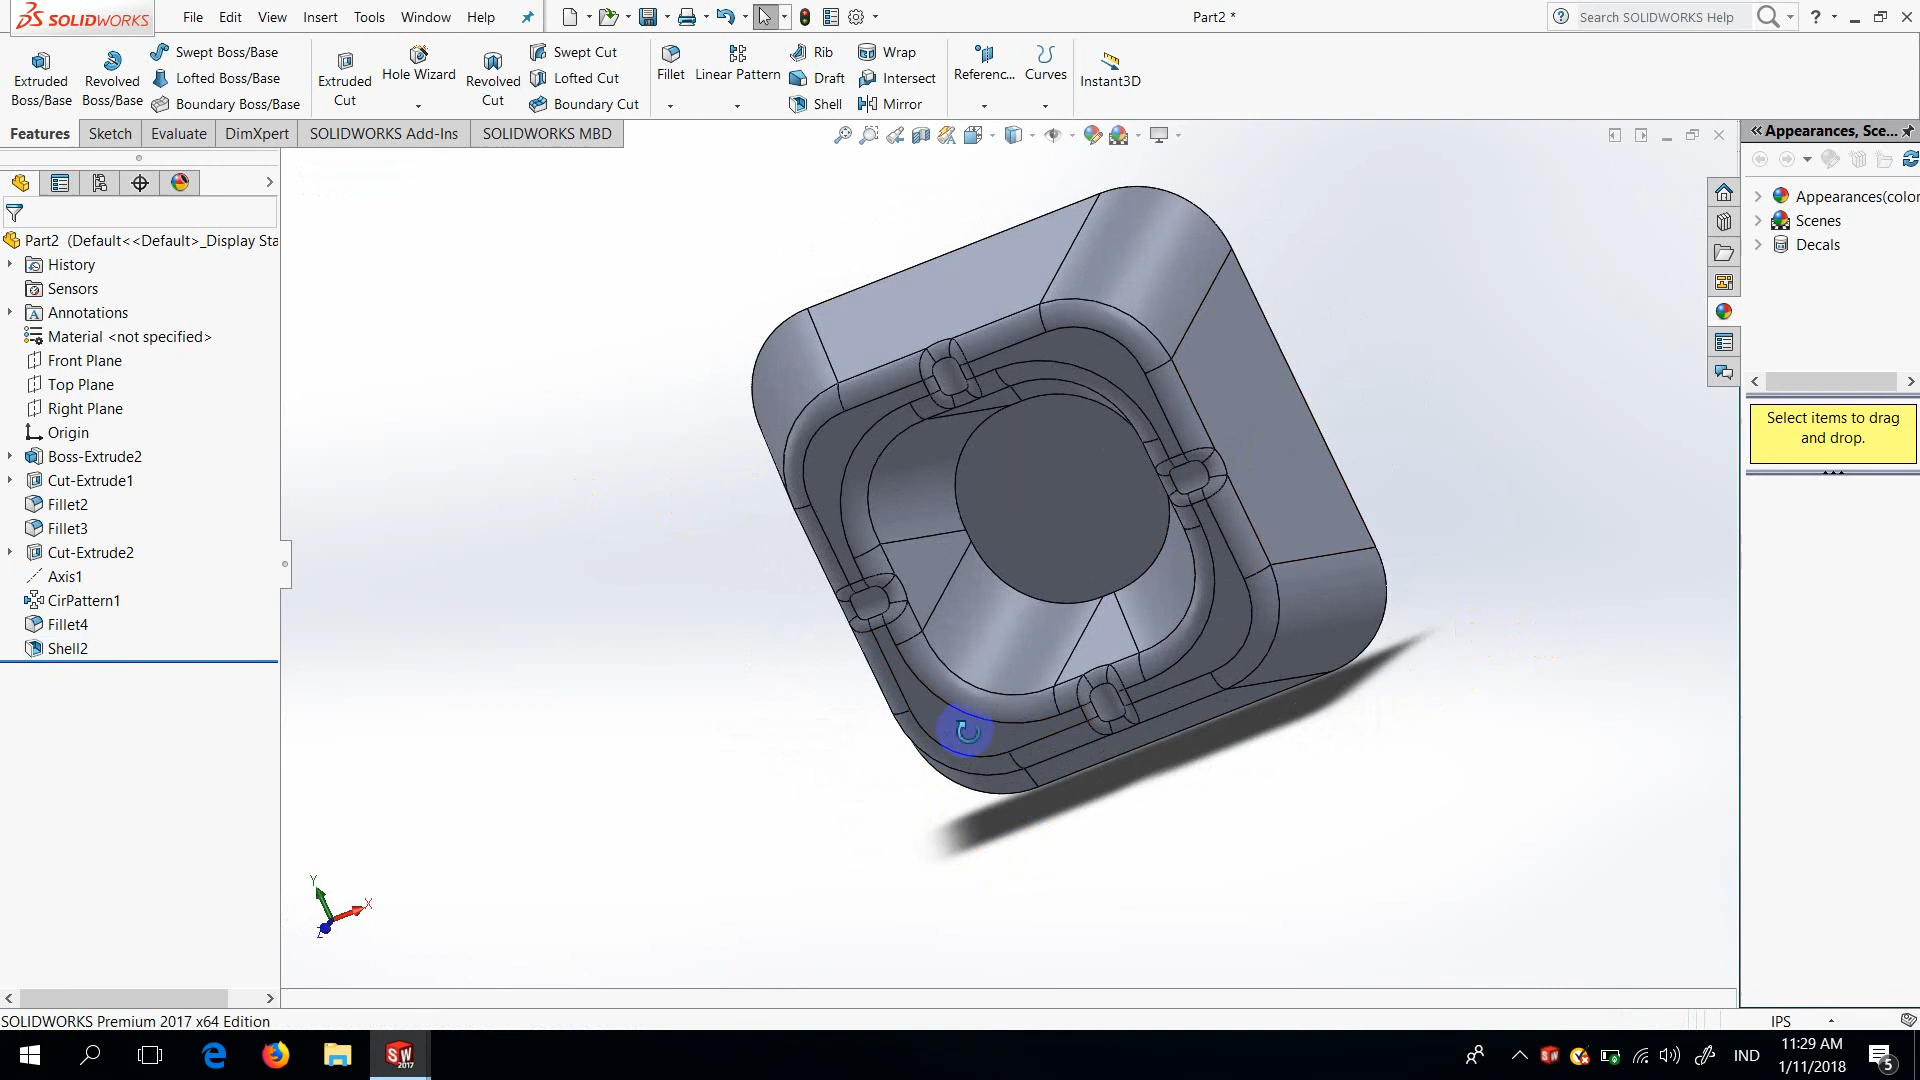 SOLIDWORKS
File Edit View Insert Tools Window Help
Part2 *
Search SOLIDWORKS Help
Extruded Boss/Base
Revolved Boss/Base
Swept Boss/Base
Lofted Boss/Base
Boundary Boss/Base
Extruded Cut
Hole Wizard
Revolved Cut
Swept Cut
Lofted Cut
Boundary Cut
Fillet
Linear Pattern
Rib
Draft
Shell
Wrap
Intersect
Mirror
Referenc...
Curves
Instant3D
Features Sketch Evaluate DimXpert SOLIDWORKS Add-Ins SOLIDWORKS MBD
Appearances, Sce...
Part2 (Default<<Default>_Display Sta
History
Sensors
Annotations
Material <not specified>
Front Plane
Top Plane
Right Plane
Origin
Boss-Extrude2
Cut-Extrude1
Fillet2
Fillet3
Cut-Extrude2
Axis1
CirPattern1
Fillet4
Shell2
Appearances(color
Scenes
Decals
Select items to drag
and drop.
Y
X
Z
SOLIDWORKS Premium 2017 x64 Edition
IPS
SW
2017
IND
11:29 AM
1/11/2018
5